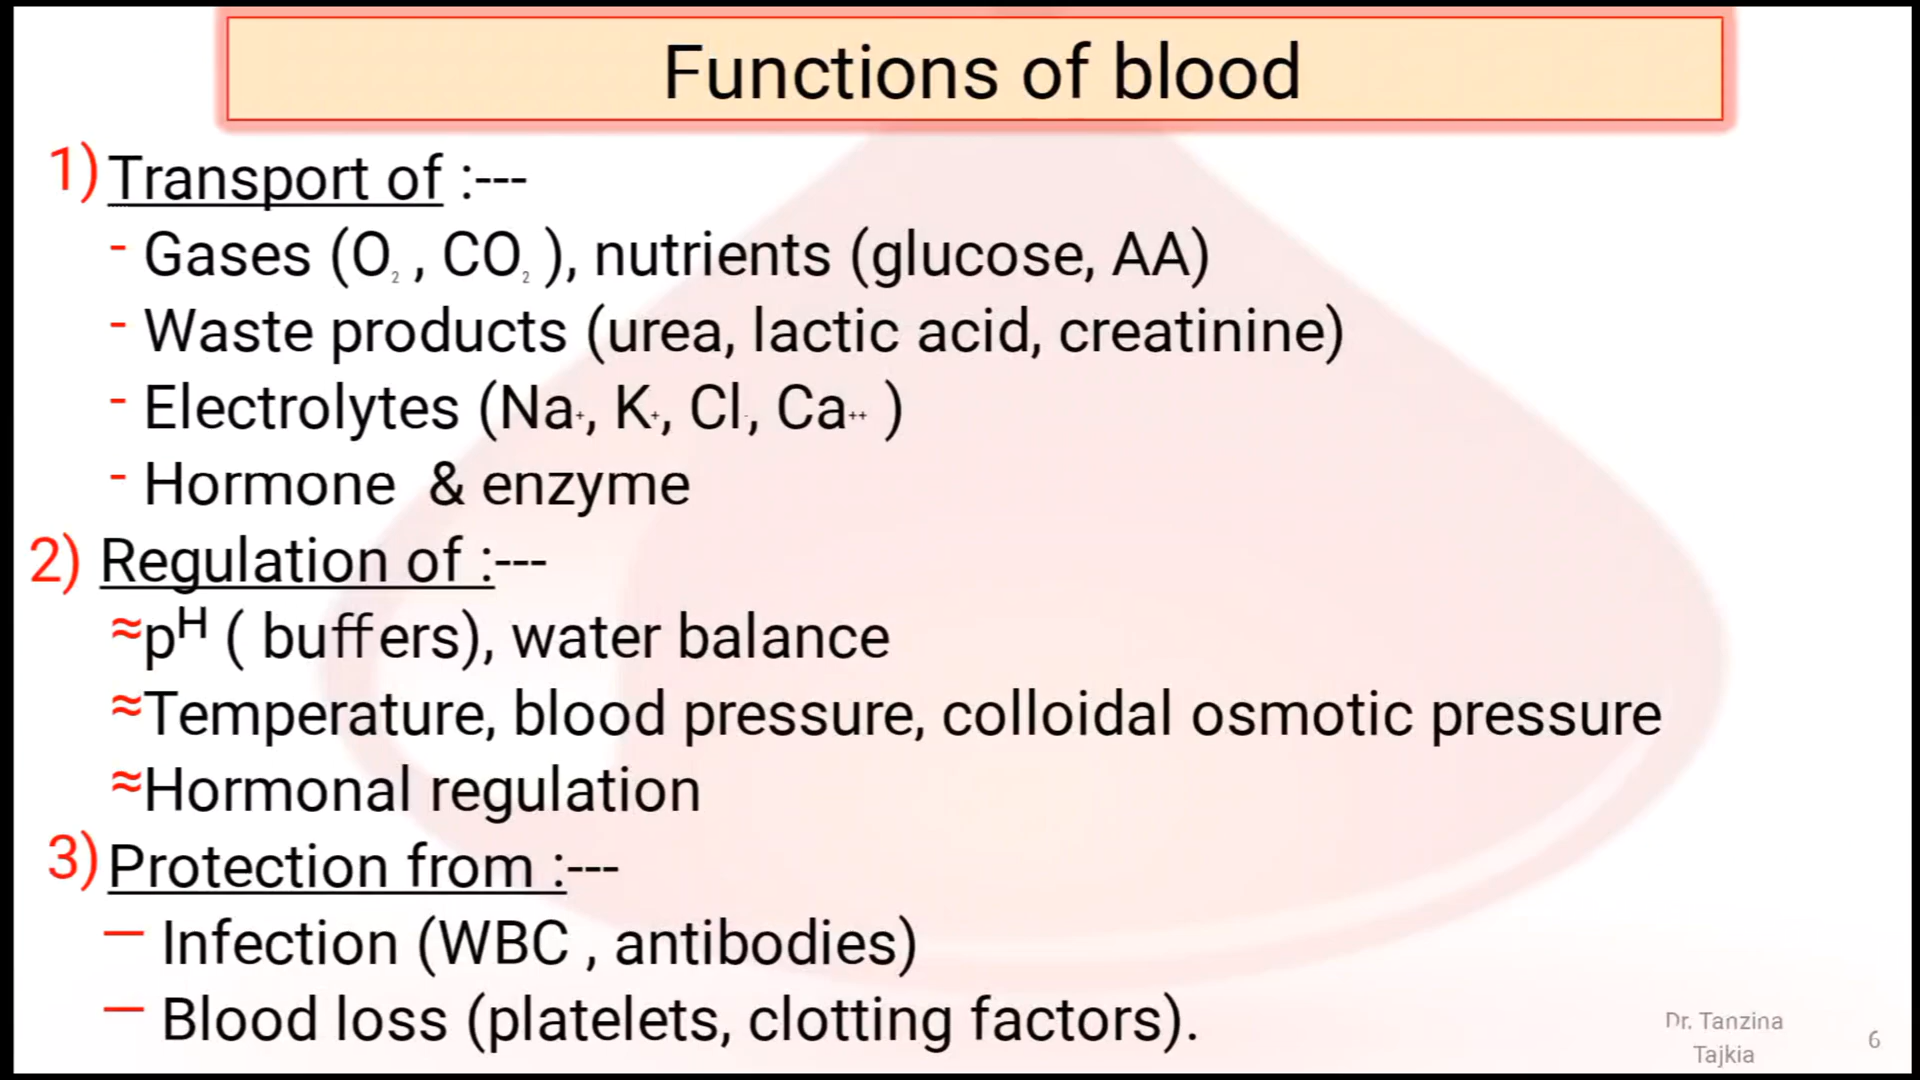 Functions of blood
1) Transport of :---
- Gases (O₂ , CO₂ ), nutrients (glucose, AA)
- Waste products (urea, lactic acid, creatinine)
- Electrolytes (Na⁺, K⁺, Cl⁻, Ca⁺⁺ )
- Hormone & enzyme
2) Regulation of :---
≈pᴴ ( buffers), water balance
≈Temperature, blood pressure, colloidal osmotic pressure
≈Hormonal regulation
3) Protection from :---
— Infection (WBC , antibodies)
— Blood loss (platelets, clotting factors).
Dr. Tanzina
Tajkia
6